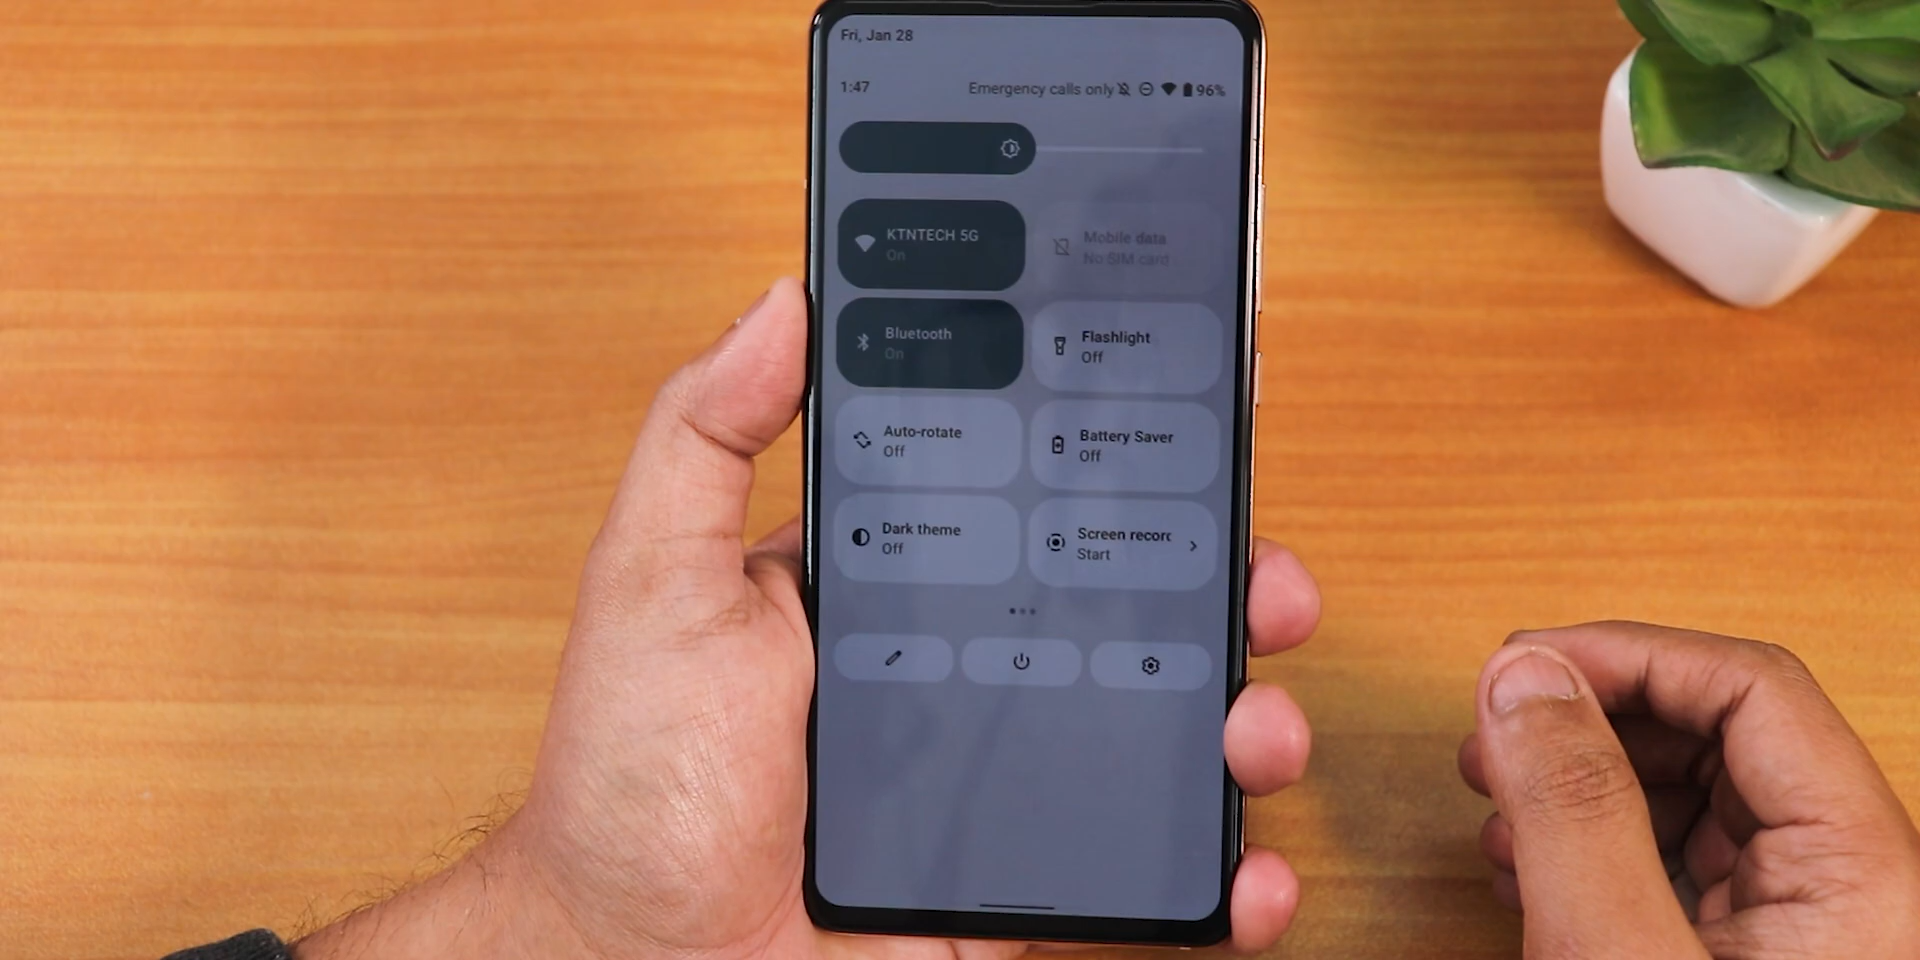 Fri, Jan 28
1:47
Emergency calls only 96%
KTNTECH 5G
On
Mobile data
No SIM card
Bluetooth
On
Flashlight
Off
Auto-rotate
Off
Battery Saver
Off
Dark theme
Off
Screen recor
Start